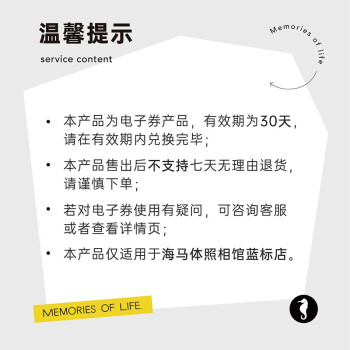 温馨提示
service content
Memories of life
• 本产品为电子券产品，有效期为30天，
请在有效期内兑换完毕；
• 本产品售出后不支持七天无理由退货，
请谨慎下单；
• 若对电子券使用有疑问，可咨询客服
或者查看详情页；
• 本产品仅适用于海马体照相馆蓝标店。
MEMORIES OF LIFE.